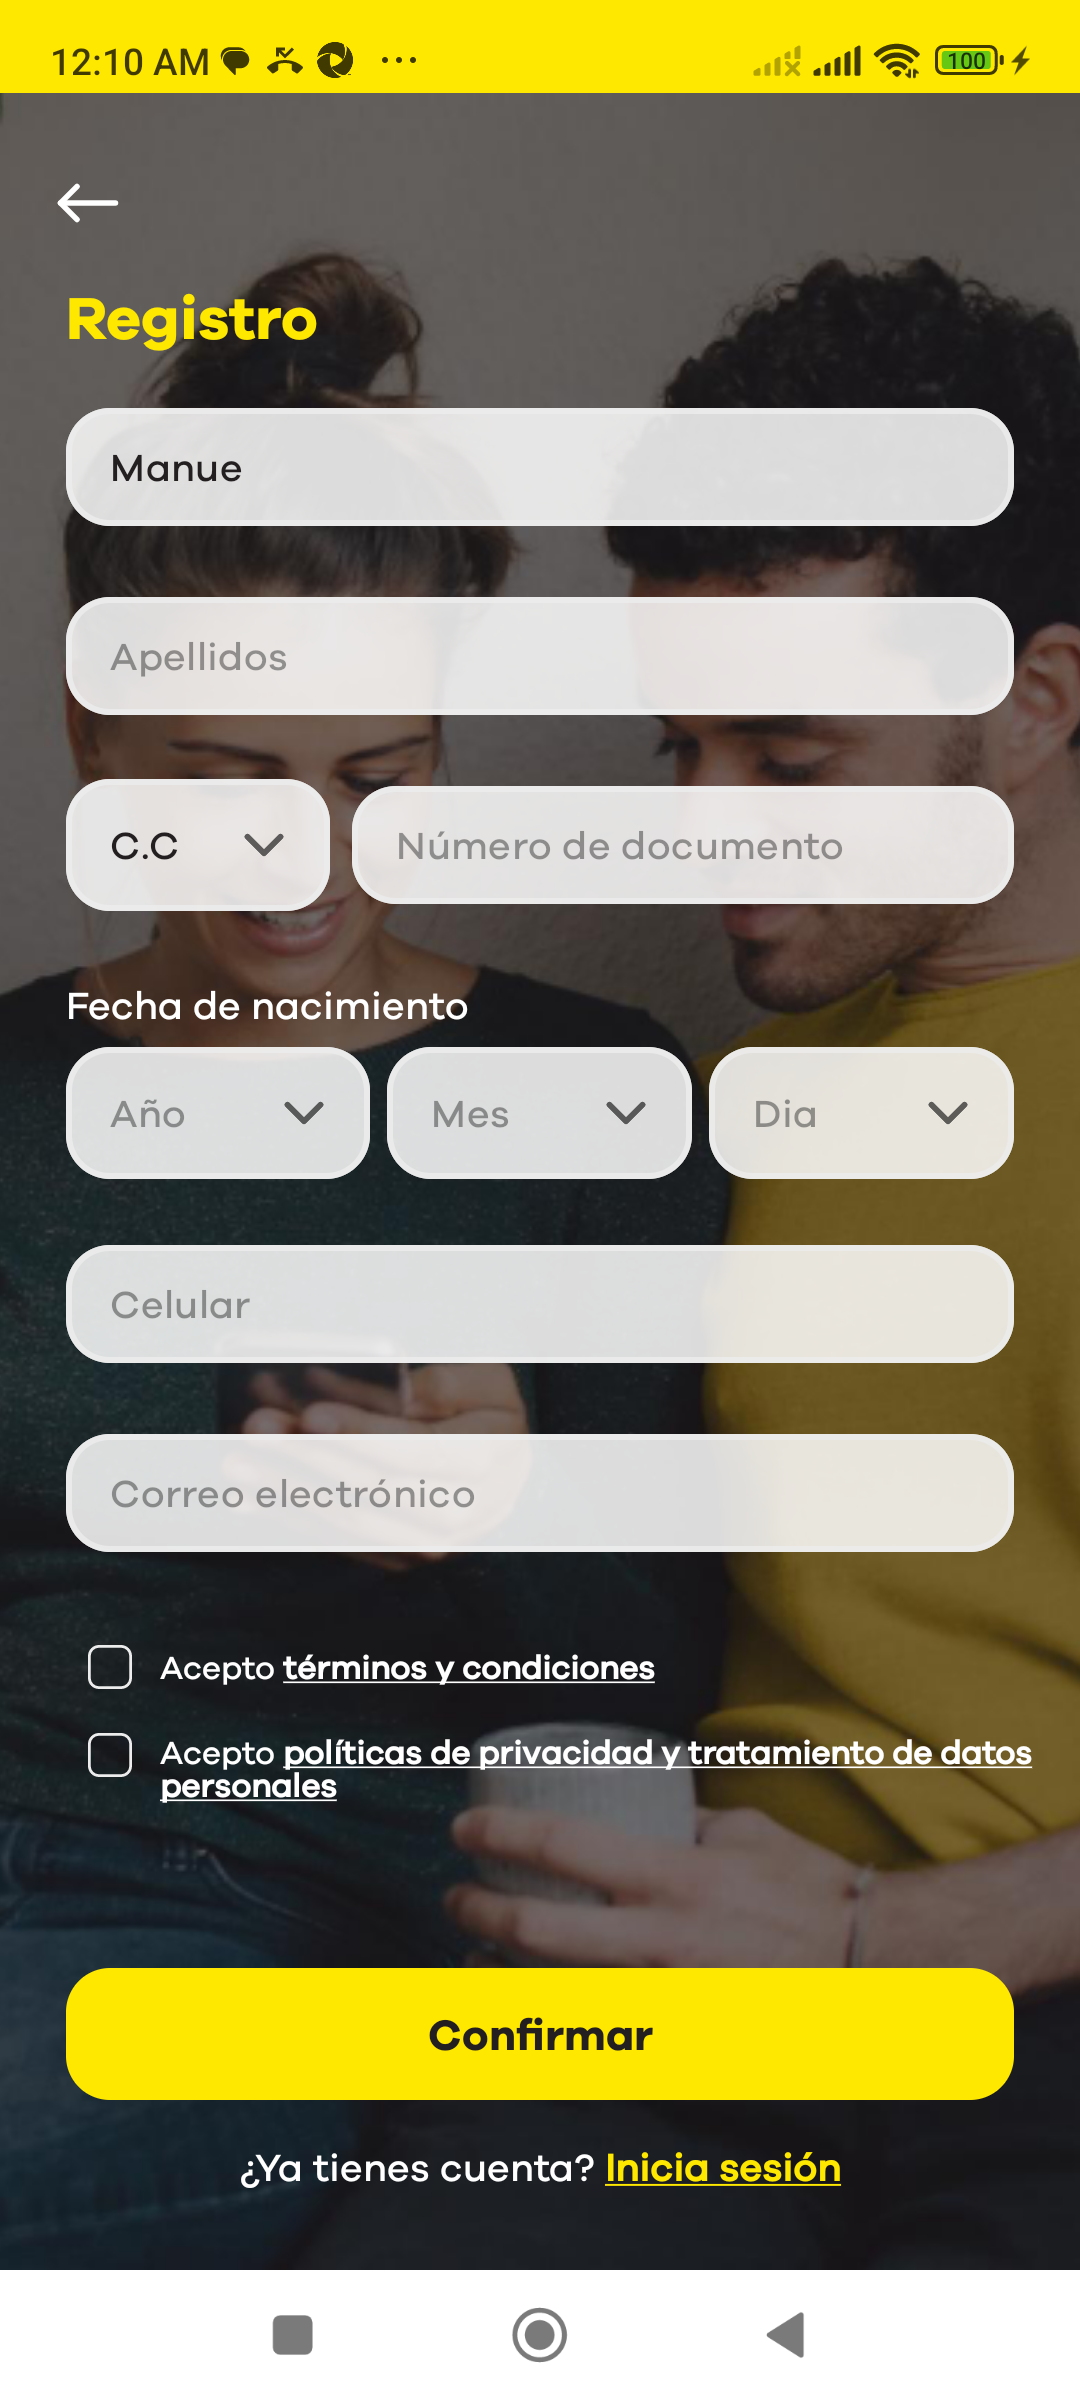 12:10 AM
100
Registro
Manue
Apellidos
C.C
Número de documento
Fecha de nacimiento
Año
Mes
Dia
Celular
Correo electrónico
Acepto términos y condiciones
Acepto políticas de privacidad y tratamiento de datos
personales
Confirmar
¿Ya tienes cuenta? Inicia sesión